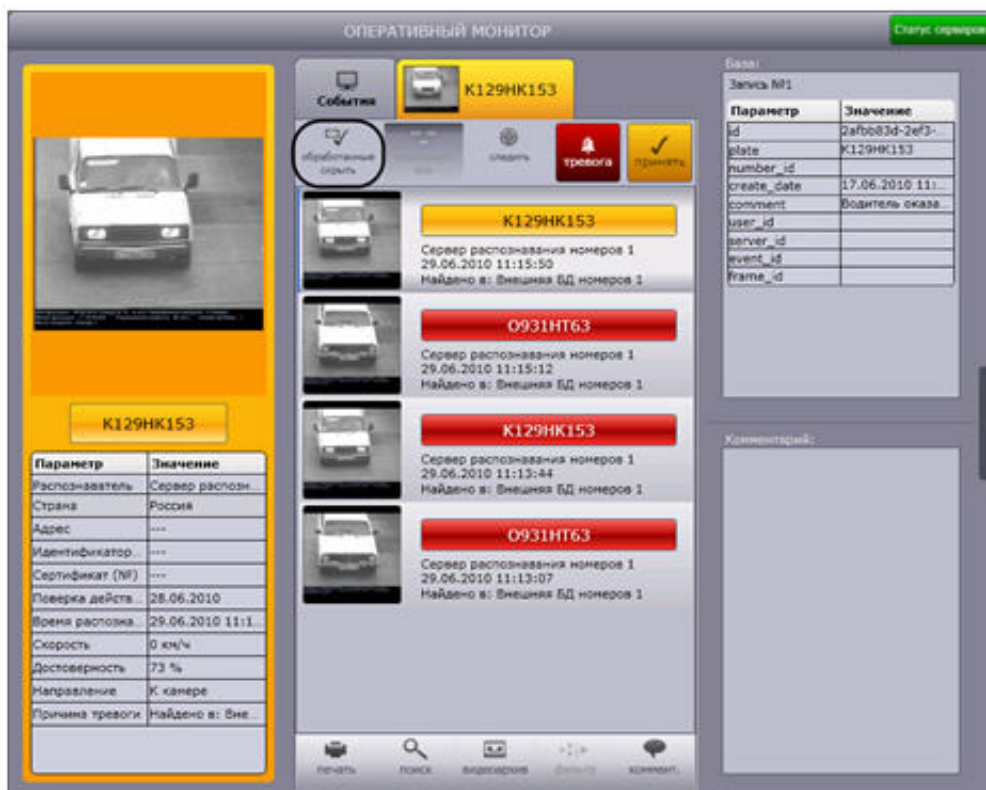 ОПЕРАТИВНЫЙ МОНИТОР
Статус серверов
К129НК153
Параметр Значение
Распознаватель Сервер распозн...
Страна Россия
Адрес ---
Идентификатор... ---
Сертификат (№) ---
Поверка действ... 28.06.2010
Время распозна... 29.06.2010 11:1...
Скорость 0 км/ч
Достоверность 73 %
Направление К камере
Причина тревоги Найдено в: Вне...
События
К129НК153
обработанные
скрыть
следить
тревога
принять
К129НК153
Сервер распознавания номеров 1
29.06.2010 11:15:50
Найдено в: Внешняя БД номеров 1
О931НТ63
Сервер распознавания номеров 1
29.06.2010 11:15:12
Найдено в: Внешняя БД номеров 1
К129НК153
Сервер распознавания номеров 1
29.06.2010 11:13:44
Найдено в: Внешняя БД номеров 1
О931НТ63
Сервер распознавания номеров 1
29.06.2010 11:13:07
Найдено в: Внешняя БД номеров 1
печать
поиск
видеоархив
фильтр
коммент.
База:
Запись №1
Параметр Значение
id 2afbb83d-2ef3-...
plate К129НК153
number_id
create_date 17.06.2010 11:...
comment Водитель оказа...
user_id
server_id
event_id
frame_id
Комментарий: